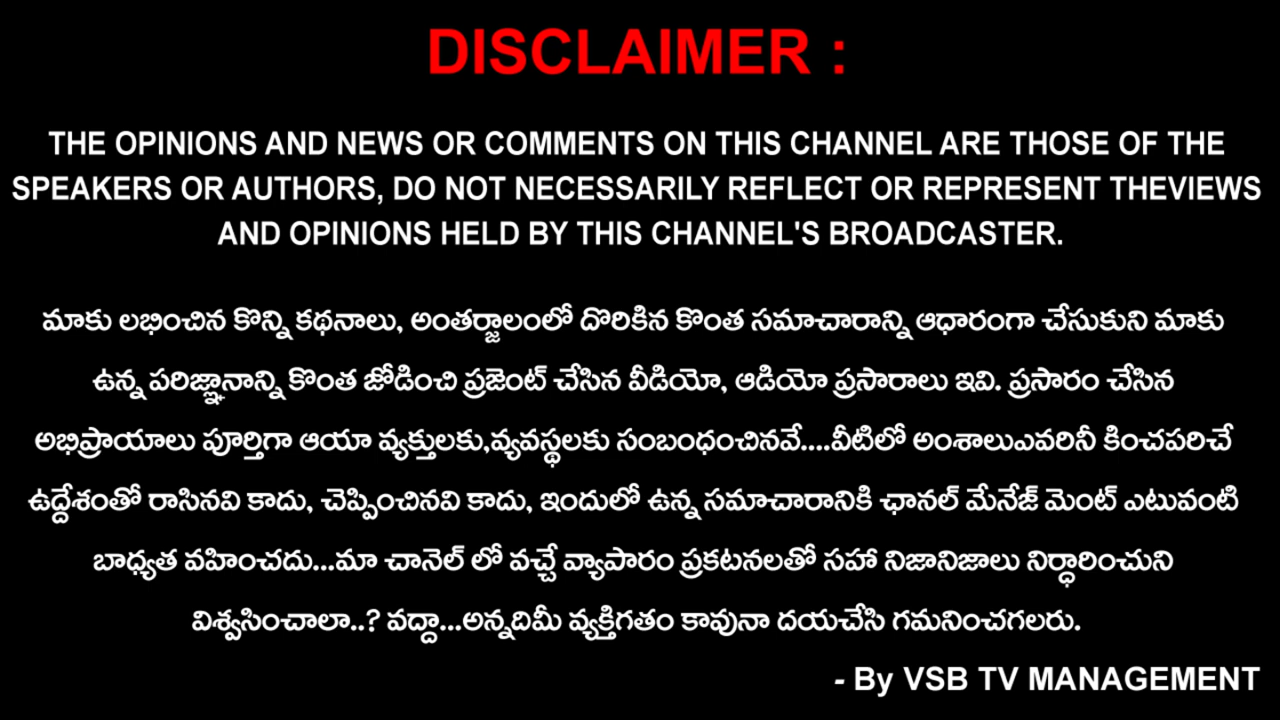 DISCLAIMER :
THE OPINIONS AND NEWS OR COMMENTS ON THIS CHANNEL ARE THOSE OF THE
SPEAKERS OR AUTHORS, DO NOT NECESSARILY REFLECT OR REPRESENT THEVIEWS
AND OPINIONS HELD BY THIS CHANNEL'S BROADCASTER.
మాకు లభించిన కొన్ని కథనాలు, అంతర్జాలంలో దొరికిన కొంత సమాచారాన్ని ఆధారంగా చేసుకుని మాకు
ఉన్న పరిజ్ఞానాన్ని కొంత జోడించి ప్రజెంట్ చేసిన వీడియో, ఆడియో ప్రసారాలు ఇవి. ప్రసారం చేసిన
అభిప్రాయాలు పూర్తిగా ఆయా వ్యక్తులకు,వ్యవస్థలకు సంబంధంచినవే....వీటిలో అంశాలుఎవరినీ కించపరిచే
ఉద్దేశంతో రాసినవి కాదు, చెప్పించినవి కాదు, ఇందులో ఉన్న సమాచారానికి ఛానల్ మేనేజ్ మెంట్ ఎటువంటి
బాధ్యత వహించదు...మా చానెల్ లో వచ్చే వ్యాపారం ప్రకటనలతో సహా నిజానిజాలు నిర్ధారించుని
విశ్వసించాలా..? వద్దా...అన్నదిమీ వ్యక్తిగతం కావునా దయచేసి గమనించగలరు.
- By VSB TV MANAGEMENT